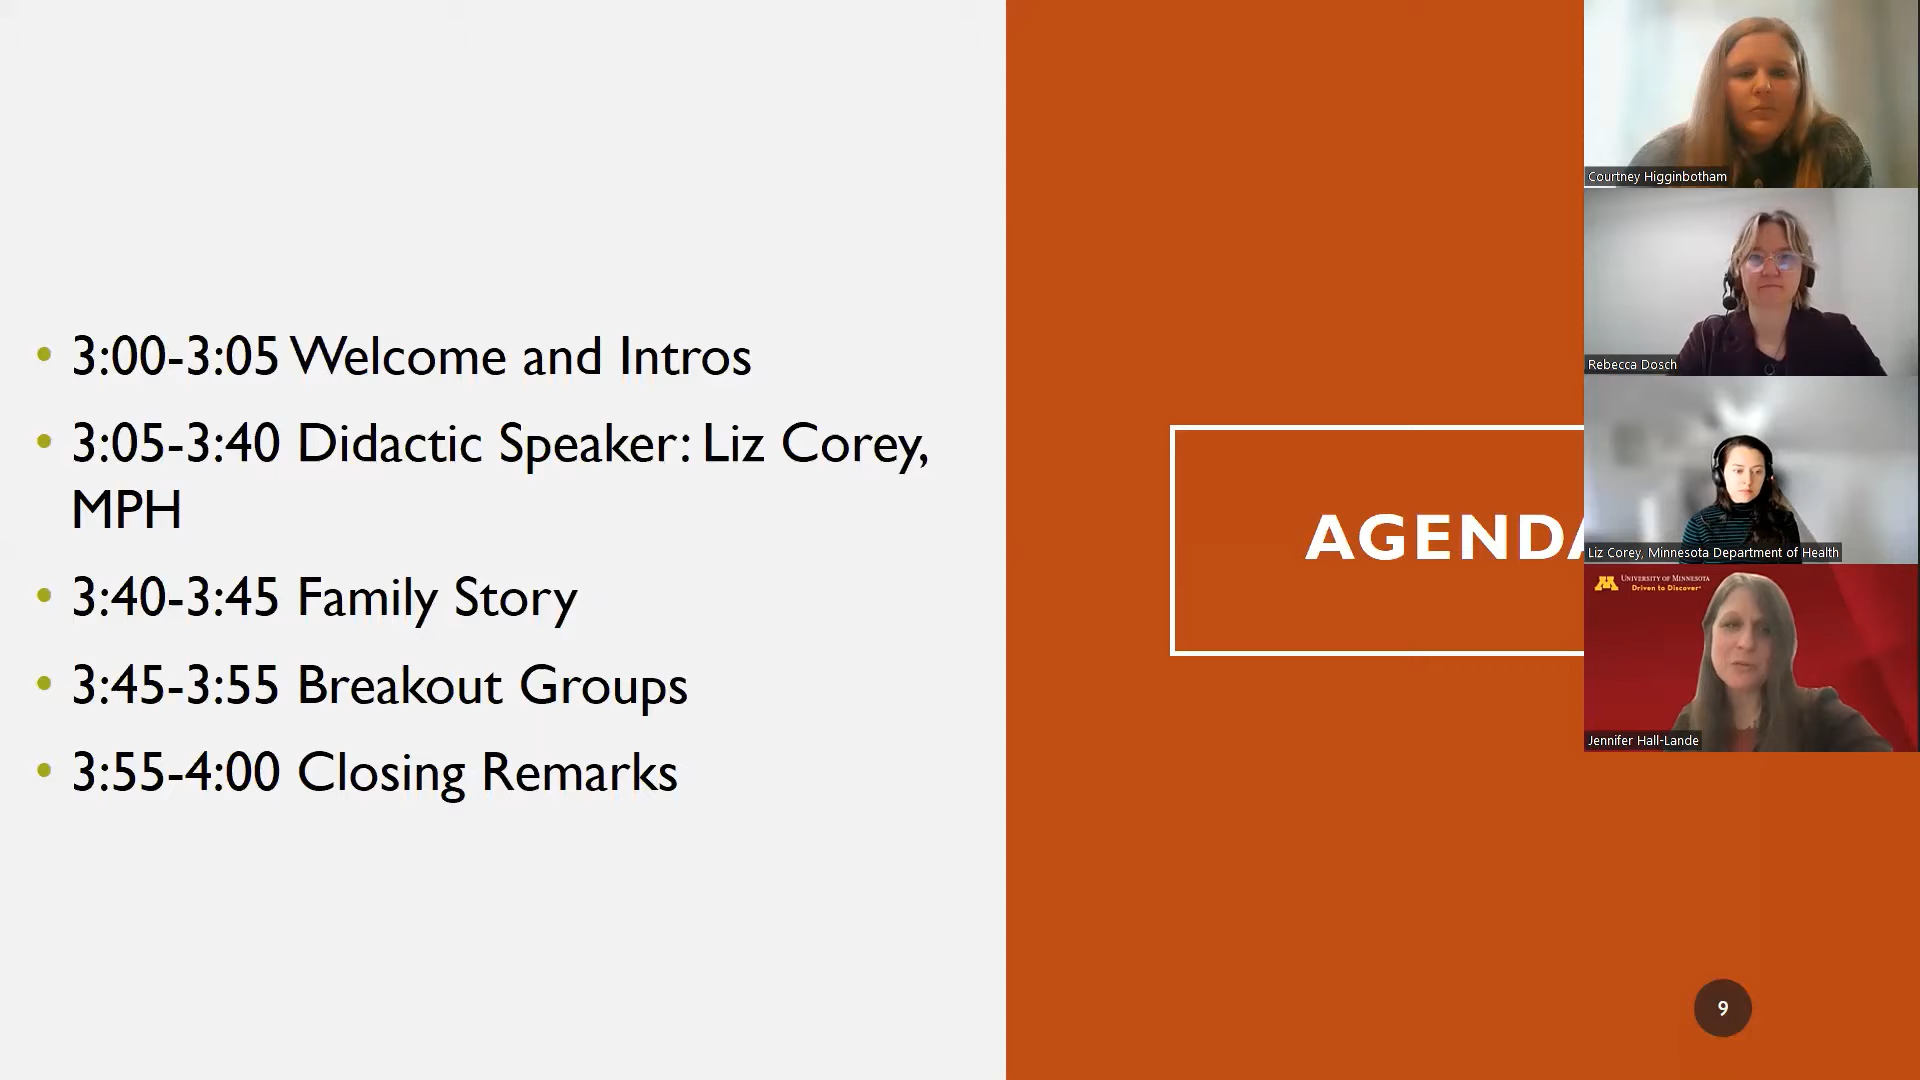 3:00-3:05 Welcome and Intros
3:05-3:40 Didactic Speaker: Liz Corey,
MPH
3:40-3:45 Family Story
3:45-3:55 Breakout Groups
3:55-4:00 Closing Remarks
AGENDA
9
Courtney Higginbotham
Rebecca Dosch
Liz Corey, Minnesota Department of Health
UNIVERSITY OF MINNESOTA
Driven to Discover
Jennifer Hall-Lande